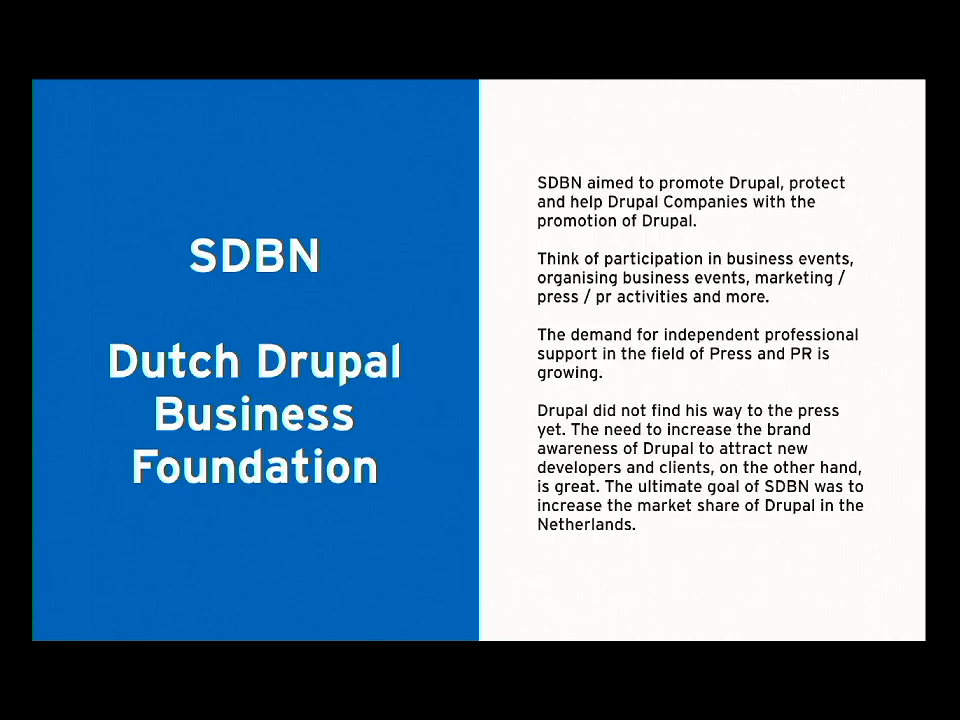 SDBN
Dutch Drupal
Business
Foundation
SDBN aimed to promote Drupal, protect
and help Drupal Companies with the
promotion of Drupal.
Think of participation in business events,
organising business events, marketing /
press / pr activities and more.
The demand for independent professional
support in the field of Press and PR is
growing.
Drupal did not find his way to the press
yet. The need to increase the brand
awareness of Drupal to attract new
developers and clients, on the other hand,
is great. The ultimate goal of SDBN was to
increase the market share of Drupal in the
Netherlands.